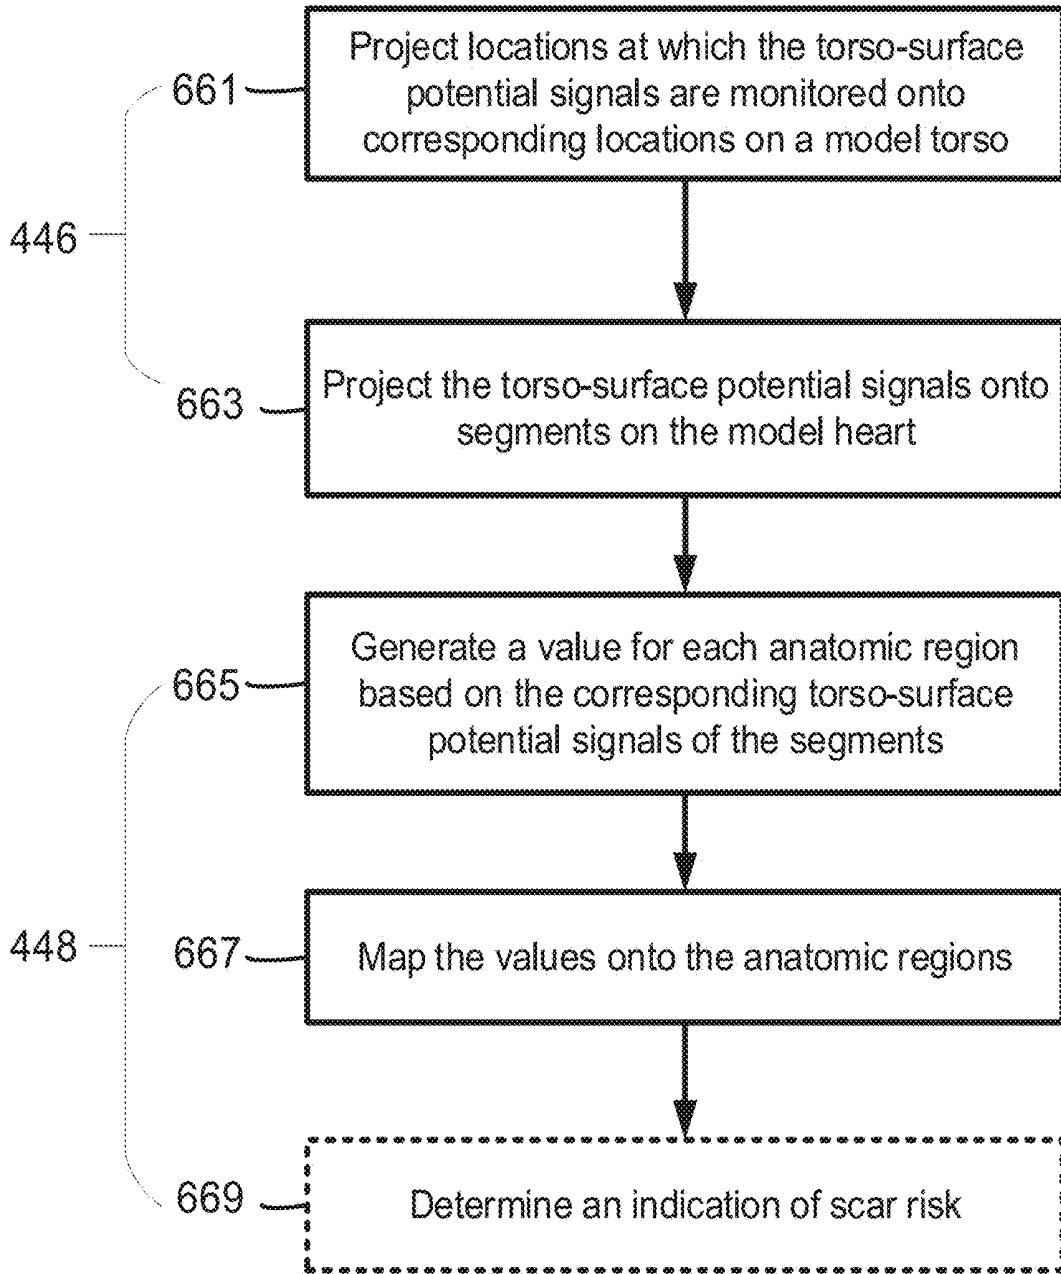 661
Project locations at which the torso-surface
potential signals are monitored onto
corresponding locations on a model torso
446
663
Project the torso-surface potential signals onto
segments on the model heart
665
Generate a value for each anatomic region
based on the corresponding torso-surface
potential signals of the segments
448
667
Map the values onto the anatomic regions
669
Determine an indication of scar risk